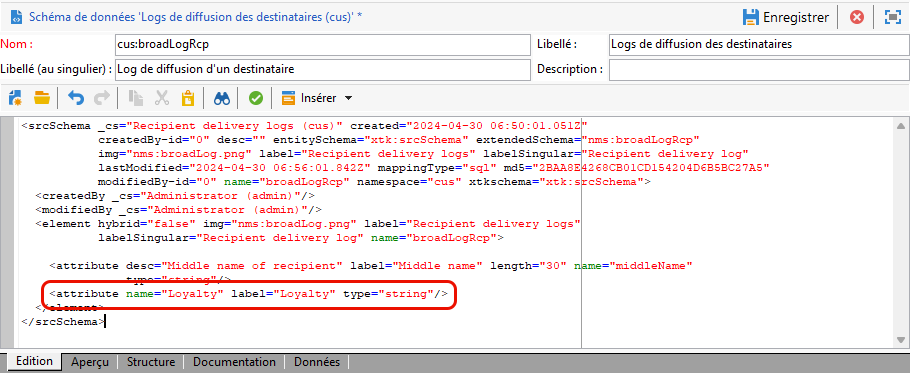 Schéma de données 'Logs de diffusion des destinataires (cus)' *
Enregistrer
Nom :
cus:broadLogRcp
Libellé :
Logs de diffusion des destinataires
Libellé (au singulier) :
Log de diffusion d'un destinataire
Description :
Insérer
<srcSchema _cs="Recipient delivery logs (cus)" created="2024-04-30 06:50:01.051Z"
createdBy-id="0" desc="" entitySchema="xtk:srcSchema" extendedSchema="nms:broadLogRcp"
img="nms:broadLog.png" label="Recipient delivery logs" labelSingular="Recipient delivery log"
lastModified="2024-04-30 06:56:01.842Z" mappingType="sql" md5="2BAA8E4268CB01CD154204D6B5BC27A5"
modifiedBy-id="0" name="broadLogRcp" namespace="cus" xtkschema="xtk:srcSchema">
<createdBy _cs="Administrator (admin)"/>
<modifiedBy _cs="Administrator (admin)"/>
<element hybrid="false" img="nms:broadLog.png" label="Recipient delivery logs"
labelSingular="Recipient delivery log" name="broadLogRcp">
<attribute desc="Middle name of recipient" label="Middle name" length="30" name="middleName"
type="string"/>
<attribute name="Loyalty" label="Loyalty" type="string"/>
</element>
</srcSchema>
Edition
Aperçu
Structure
Documentation
Données